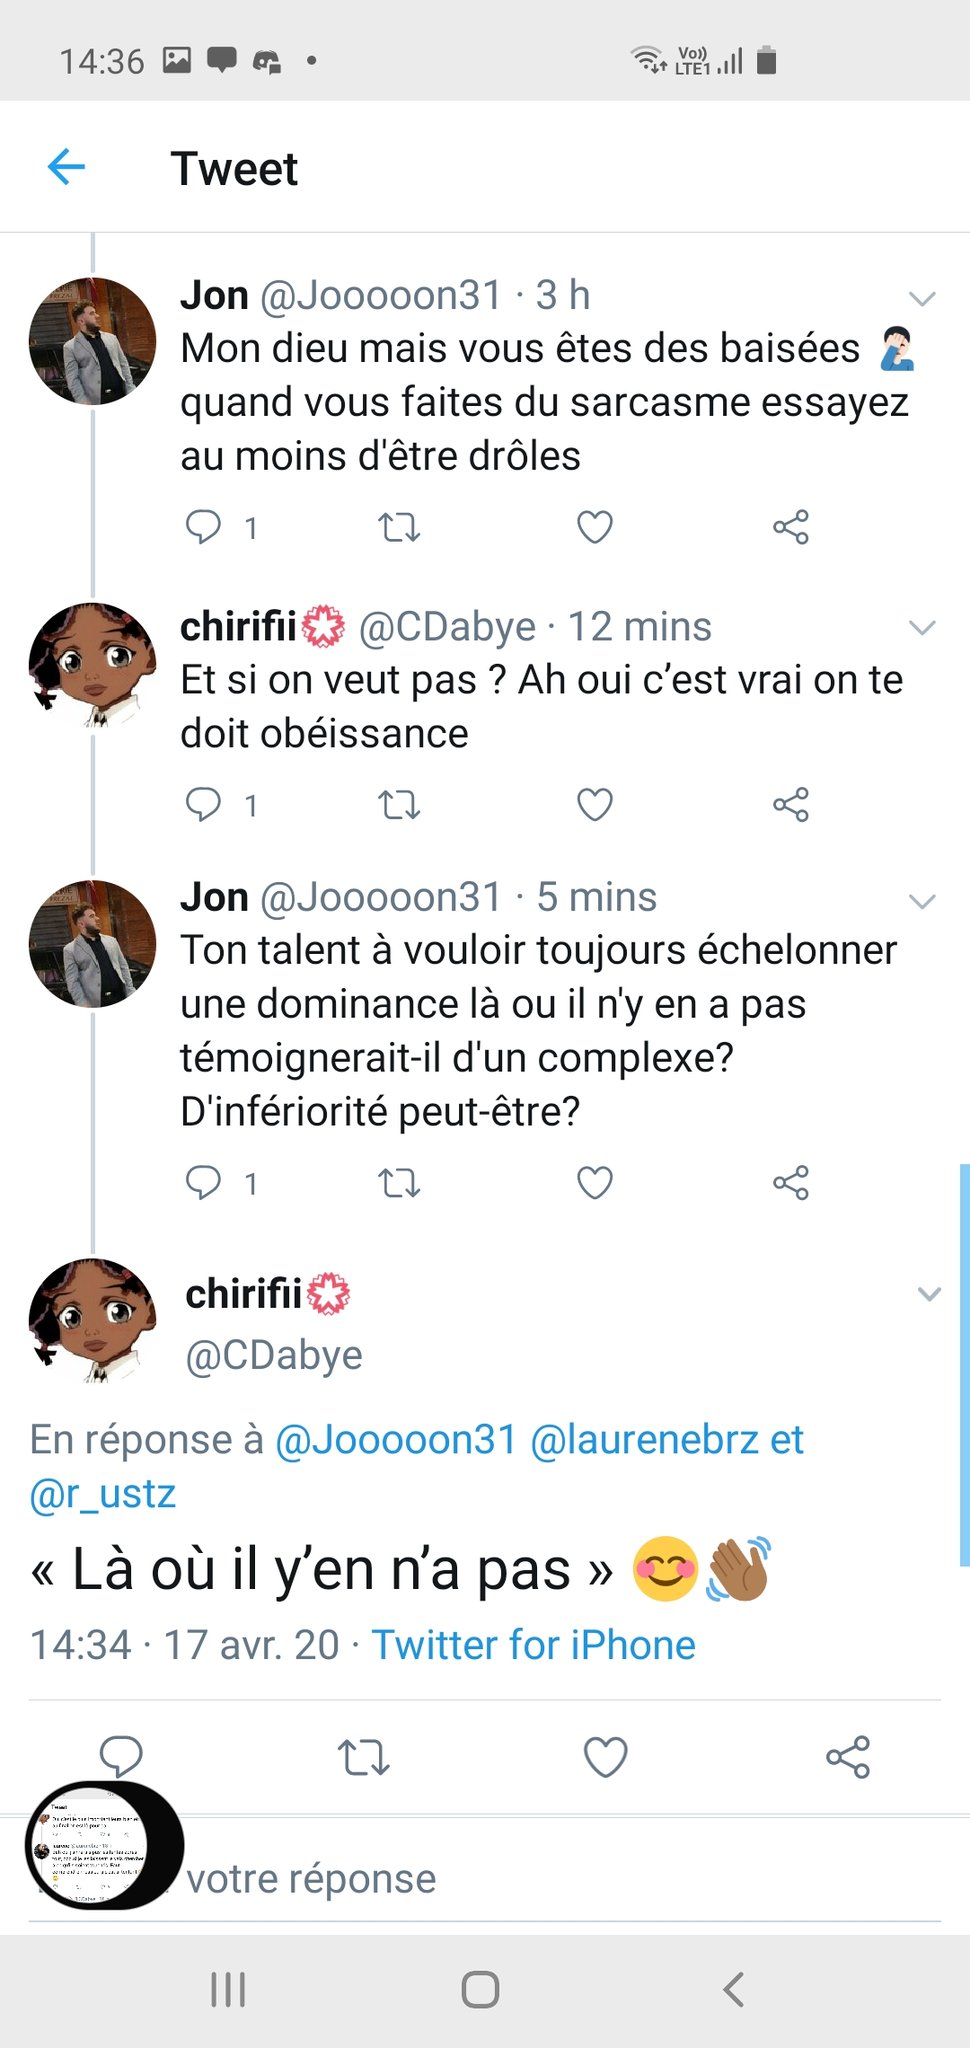 14:36 Vo)) LTE1
Tweet
Jon @Jooooon31 · 3 h
Mon dieu mais vous êtes des baisées 🤦🏻‍♂️
quand vous faites du sarcasme essayez
au moins d'être drôles
1
chirifii💮 @CDabye · 12 mins
Et si on veut pas ? Ah oui c’est vrai on te
doit obéissance
1
Jon @Jooooon31 · 5 mins
Ton talent à vouloir toujours échelonner
une dominance là ou il n'y en a pas
témoignerait-il d'un complexe?
D'infériorité peut-être?
1
chirifii💮
@CDabye
En réponse à @Jooooon31 @laurenebrz et
@r_ustz
« Là où il y’en n’a pas » 😊👋🏾
14:34 · 17 avr. 20 · Twitter for iPhone
votre réponse